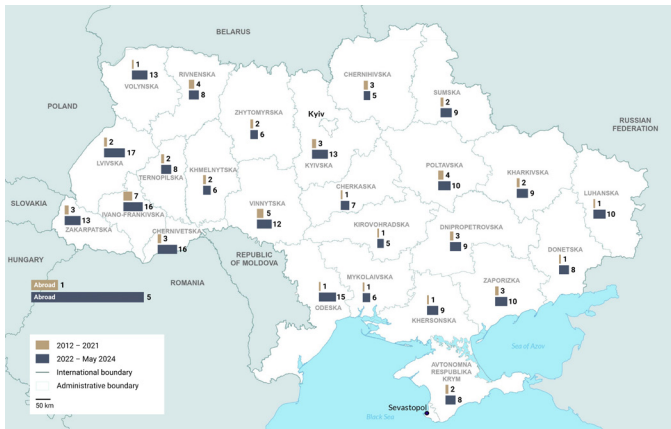 BELARUS
1
13
VOLYNSKA
RIVNENSKA
4
8
CHERNIHIVSKA
3
5
SUMSKA
2
9
POLAND
ZHYTOMYRSKA
2
6
Kyiv
3
13
KYIVSKA
RUSSIAN
FEDERATION
2
17
LVIVSKA
2
8
TERNOPILSKA
KHMELNYTSKA
2
6
POLTAVSKA
4
10
KHARKIVSKA
2
9
LUHANSKA
1
10
SLOVAKIA
3
13
ZAKARPATSKA
7
16
IVANO-FRANKIVSKA
CHERNIVETSKA
3
16
VINNYTSKA
5
12
CHERKASKA
1
7
KIROVOHRADSKA
1
5
DNIPROPETROVSKA
3
9
DONETSKA
1
8
HUNGARY
ROMANIA
REPUBLIC
OF MOLDOVA
Abroad 1
Abroad 5
1
15
ODESKA
MYKOLAIVSKA
1
6
1
9
KHERSONSKA
ZAPORIZKA
3
10
Sea of Azov
2012 – 2021
2022 – May 2024
International boundary
Administrative boundary
50 km
AVTONOMNA
RESPUBLIKA
KRYM
2
8
Sevastopol
Black Sea